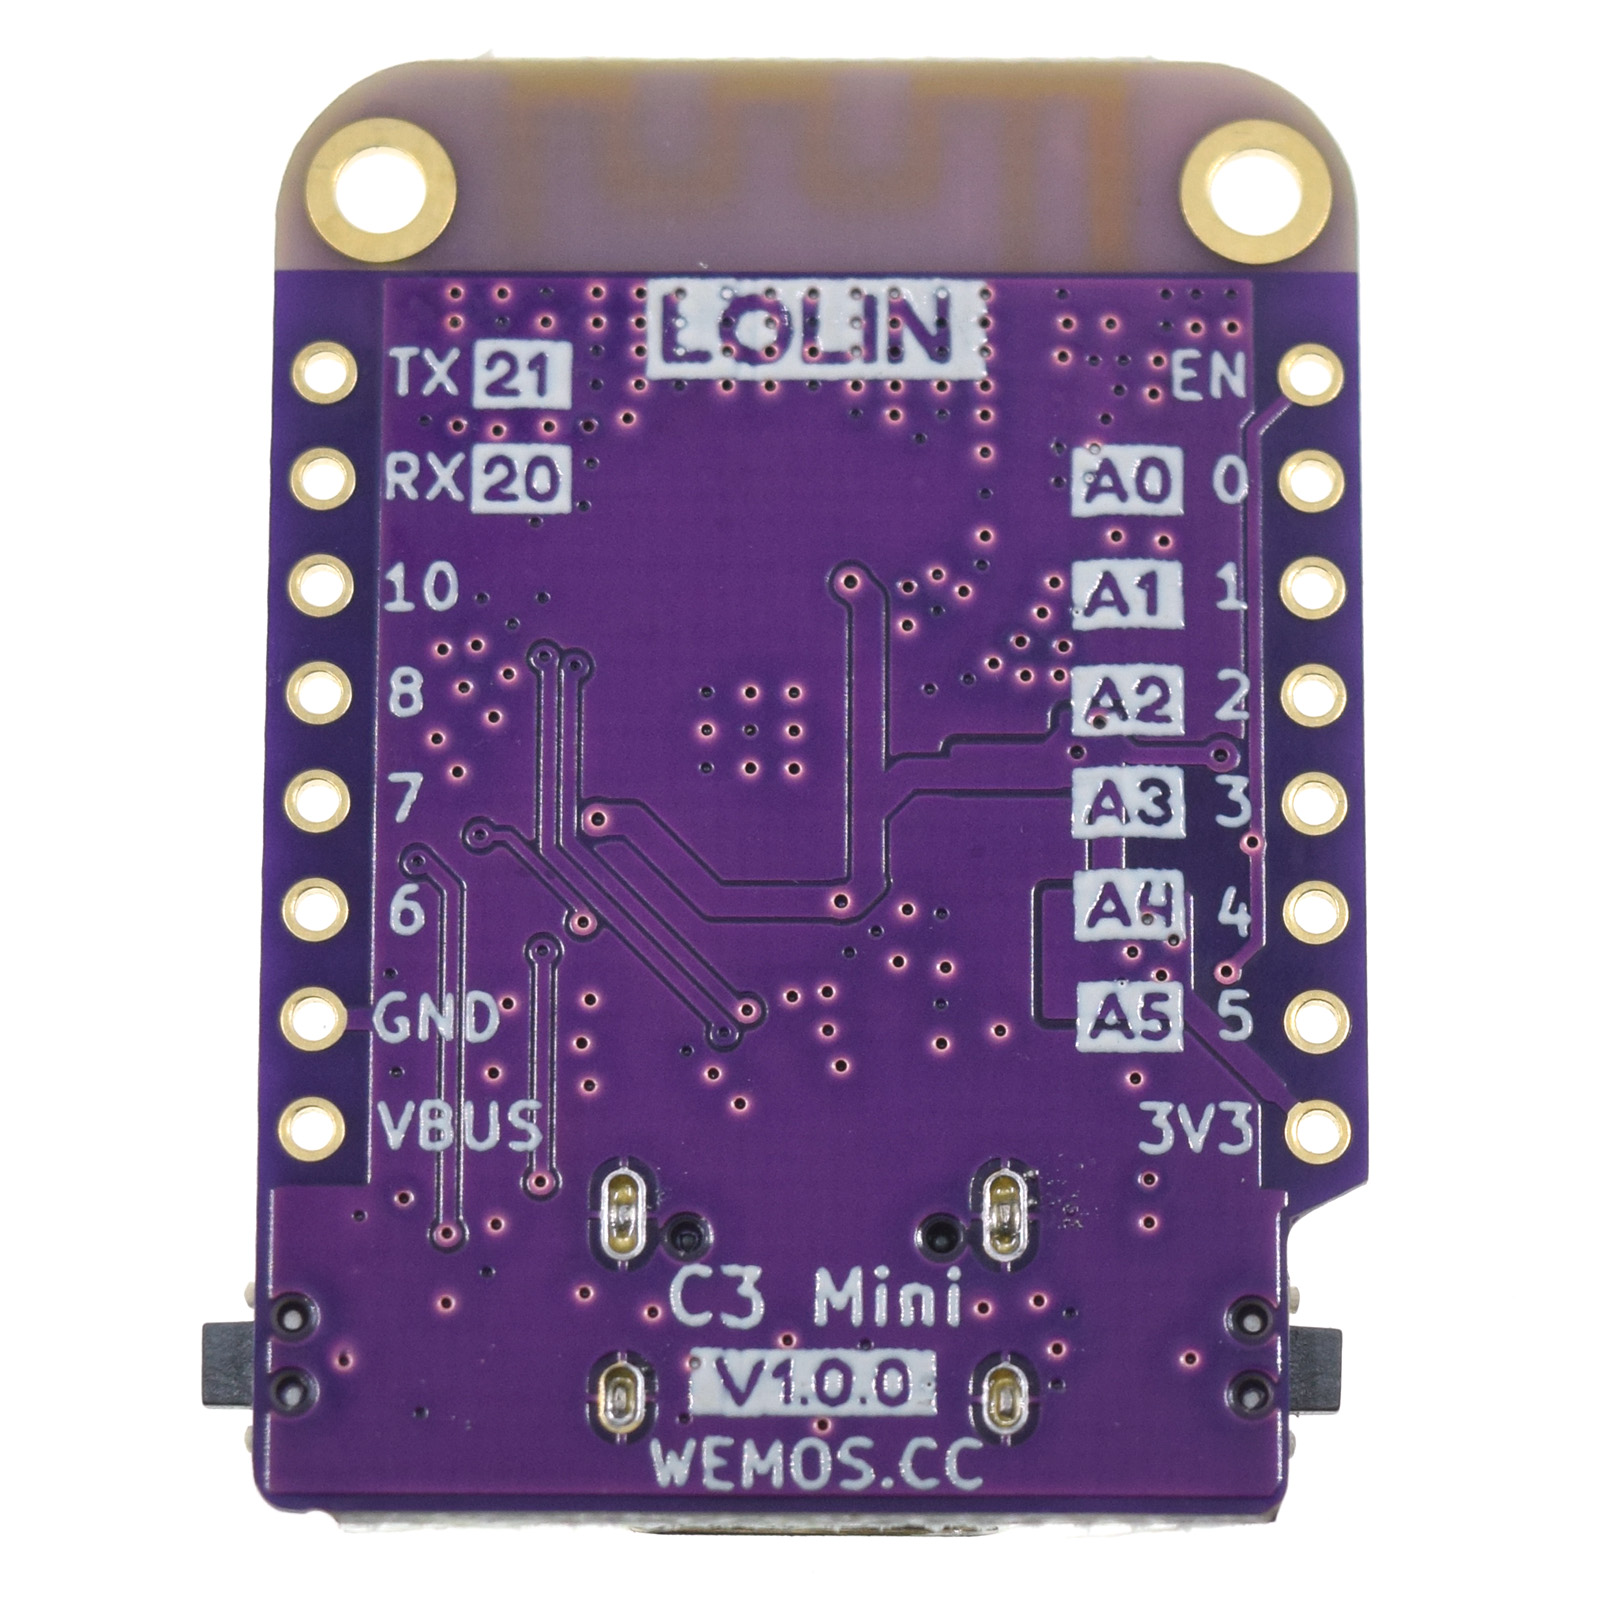 LOLIN
TX 21 EN
RX 20 A0 0
10 A1 1
8 A2 2
7 A3 3
6 A4 4
GND A5 5
VBUS 3V3
C3 Mini
V1.0.0
WEMOS.CC